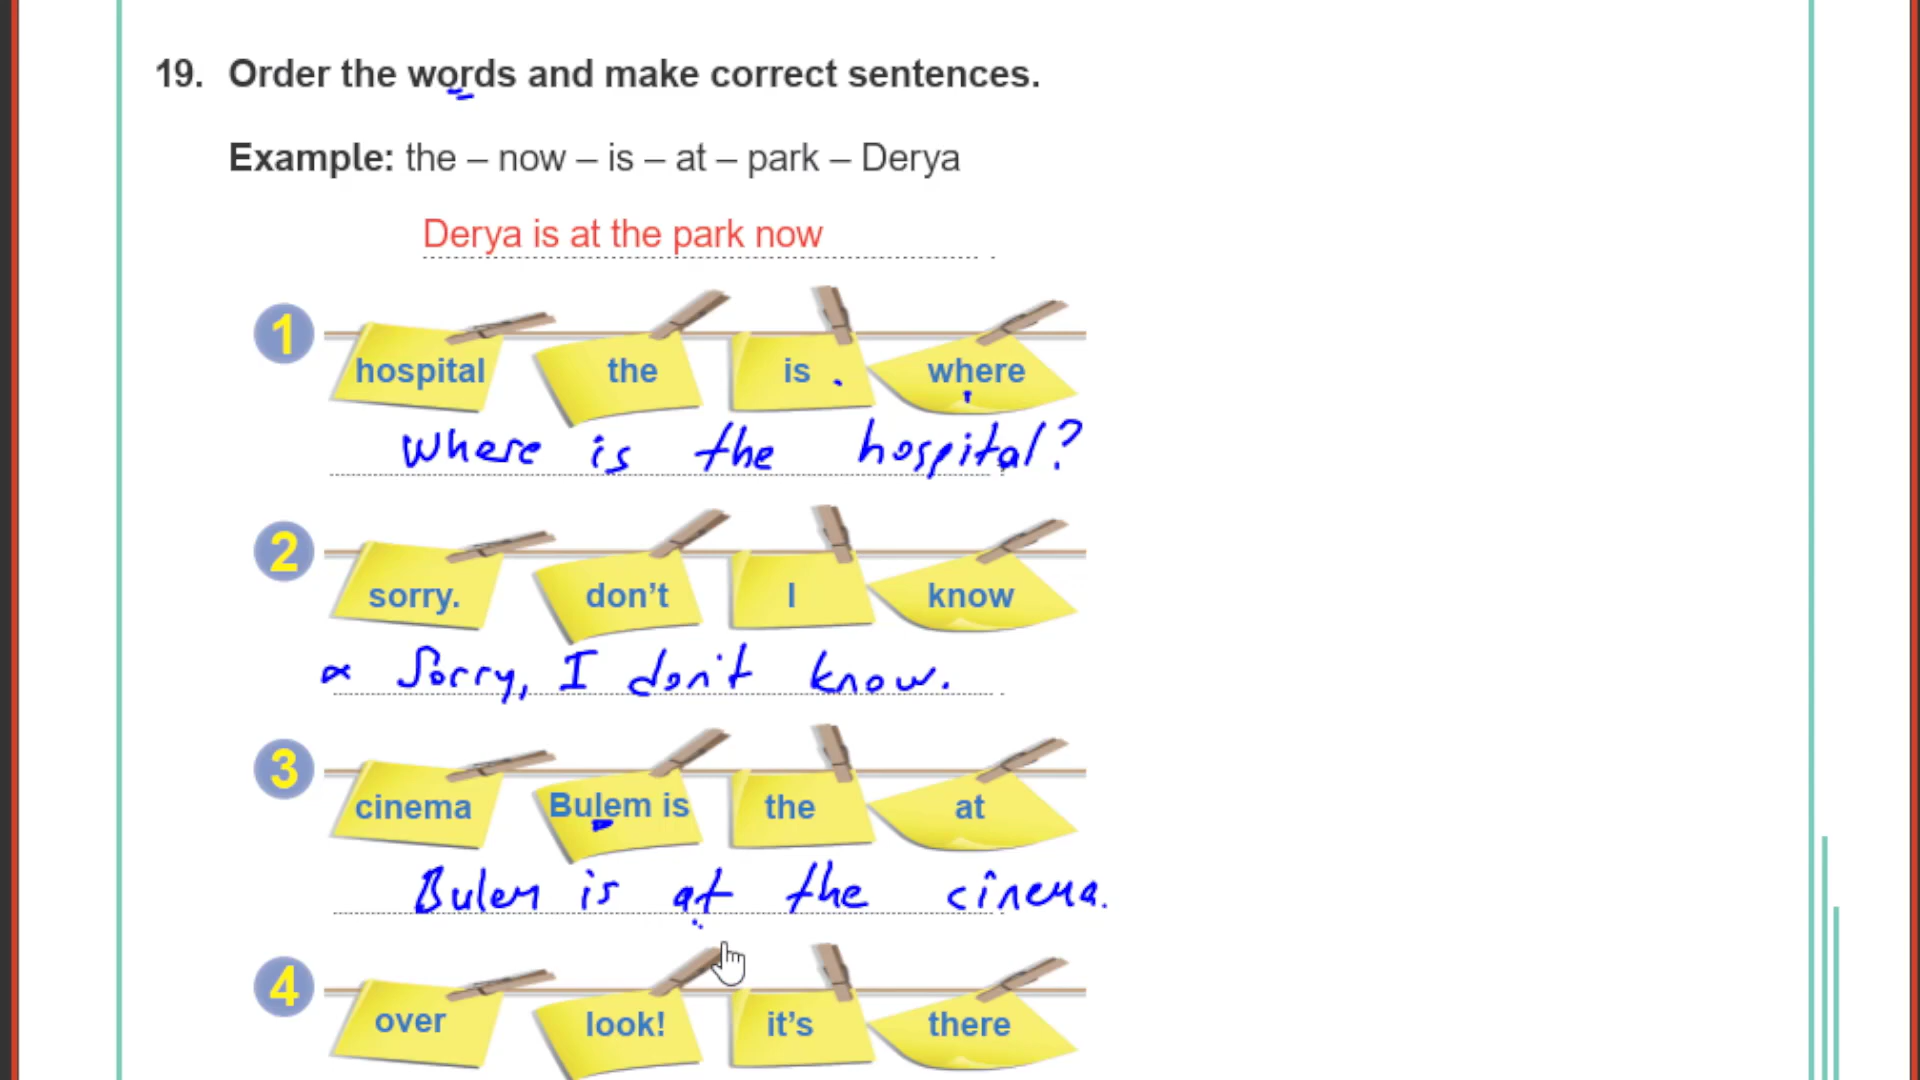 19. Order the words and make correct sentences.
Example: the – now – is – at – park – Derya
Derya is at the park now
1
hospital the is where
Where is the hospital?
2
sorry. don't I know
Sorry, I don't know.
3
cinema Bulem is the at
Bulem is at the cinema.
4
over look! it's there